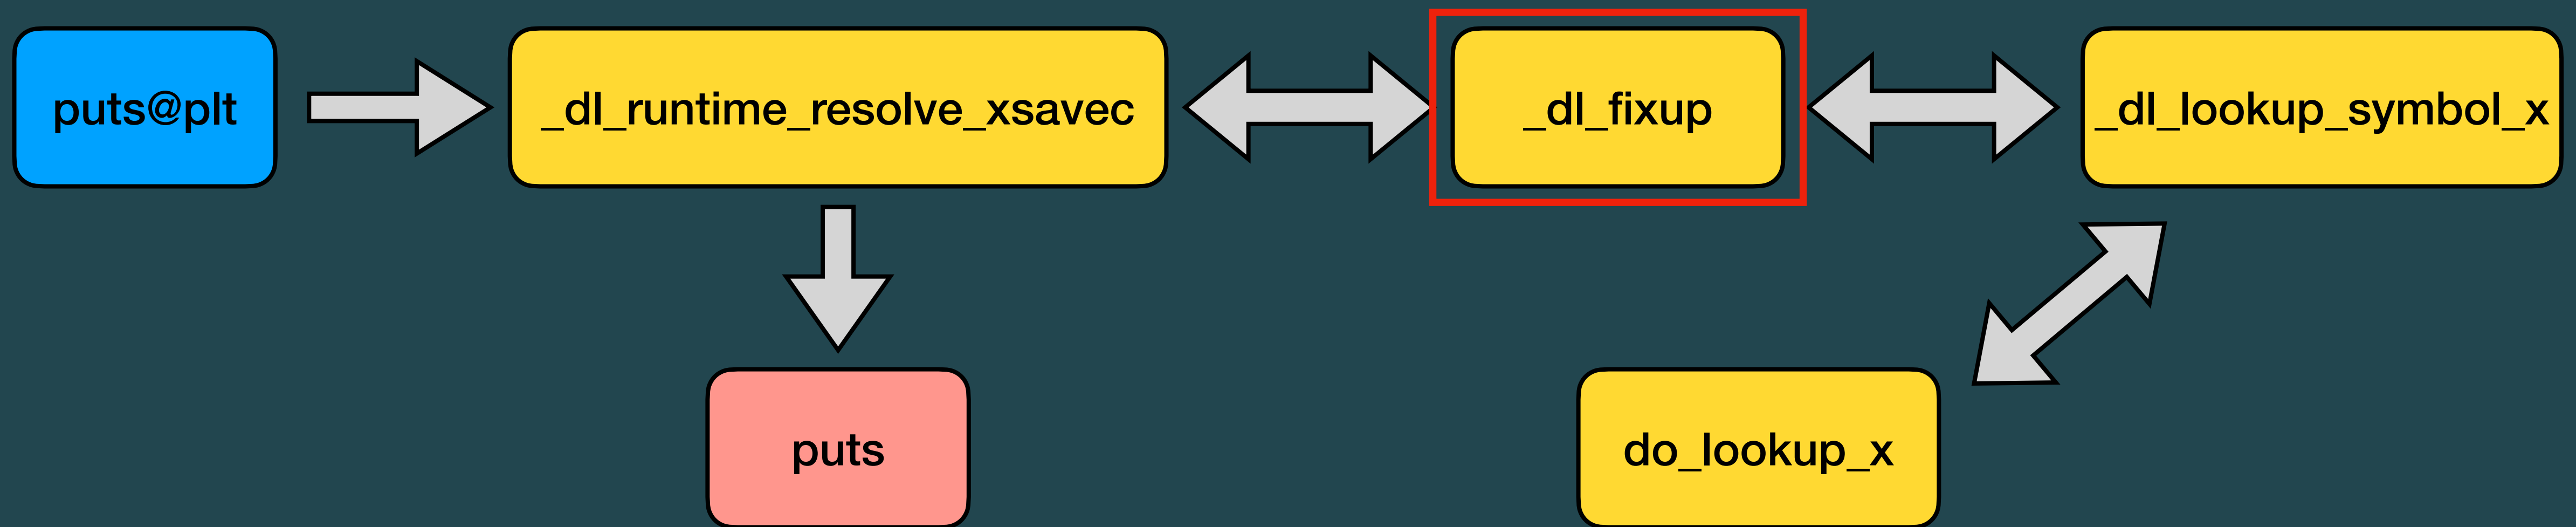 puts@plt
_dl_runtime_resolve_xsavec
_dl_fixup
_dl_lookup_symbol_x
puts
do_lookup_x